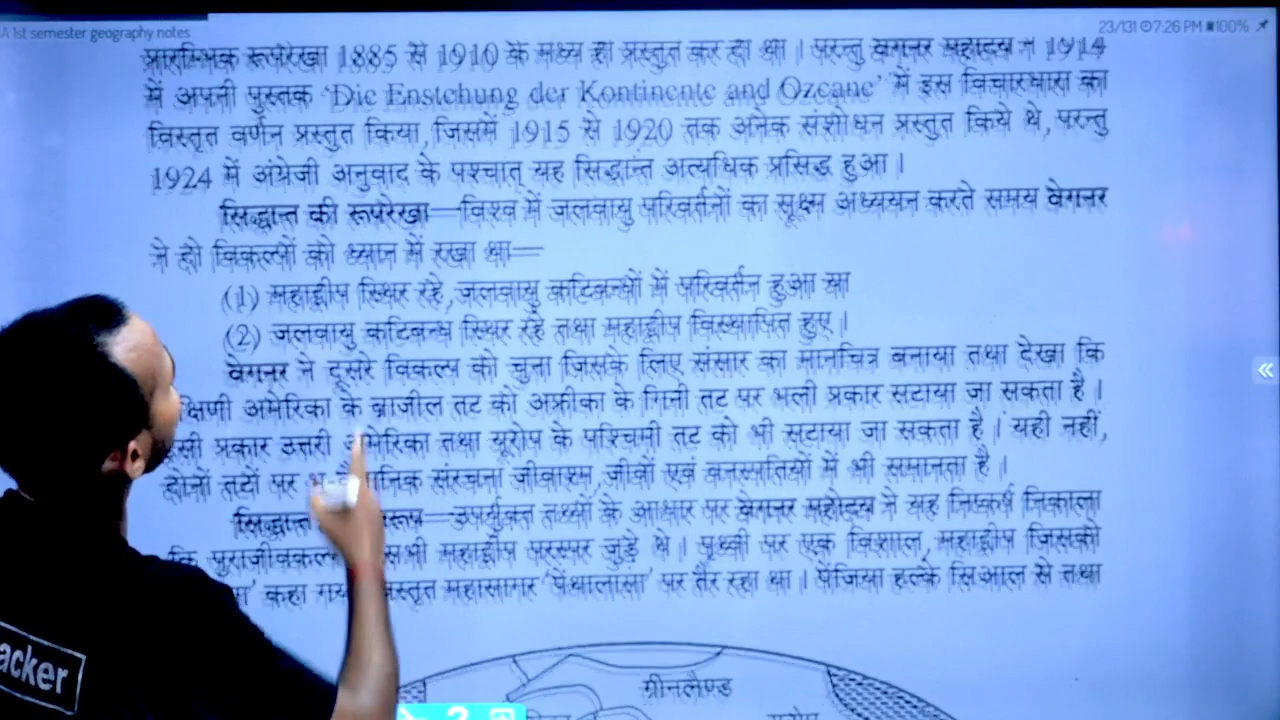 A 1st semester geography notes
23/131 7:26 PM 100%
प्रारम्भिक रूपरेखा 1885 से 1910 के मध्य ही प्रस्तुत कर दी थी । परन्तु वेगनर महोदय ने 1914
में अपनी पुस्तक 'Die Enstehung der Kontinente and Ozeane' में इस विचारधारा का
विस्तृत वर्णन प्रस्तुत किया, जिसमें 1915 से 1920 तक अनेक संशोधन प्रस्तुत किये थे, परन्तु
1924 में अंग्रेजी अनुवाद के पश्चात् यह सिद्धांत अत्यधिक प्रसिद्ध हुआ ।
सिद्धान्त की रूपरेखा—विश्व में जलवायु परिवर्तनों का सूक्ष्म अध्ययन करते समय वेगनर
ने दो विकल्पों को ध्यान में रखा था—
(1) महाद्वीप स्थिर रहे, जलवायु कटिबन्धों में परिवर्तन हुआ या
(2) जलवायु कटिबन्ध स्थिर रहे तथा महाद्वीप विस्थापित हुए ।
वेगनर ने दूसरे विकल्प को चुना जिसके लिए संसार का मानचित्र बनाया तथा देखा कि
क्षिणी अमेरिका के ब्राजील तट को अफ्रीका के गिनी तट पर भली प्रकार सटाया जा सकता है ।
सी प्रकार उत्तरी अमेरिका तथा यूरोप के पश्चिमी तट को भी सटाया जा सकता है । यही नहीं,
दोनों तटों पर संरचना जीवाश्म, जीवों एवं वनस्पतियों में भी समानता है ।
सिद्धान्त रूप—उपर्युक्त तथ्यों के आधार पर वेगनर महोदय ने यह निष्कर्ष निकाला
कि पुराजीवकल्प सभी महाद्वीप परस्पर जुड़े थे । पृथ्वी पर एक विशाल, महाद्वीप जिसको
कहा गया स्तृत महासागर 'पेंथालासा' पर तैर रहा था । पेंजिया हल्के सिआल से तथा
ग्रीनलैण्ड
acker